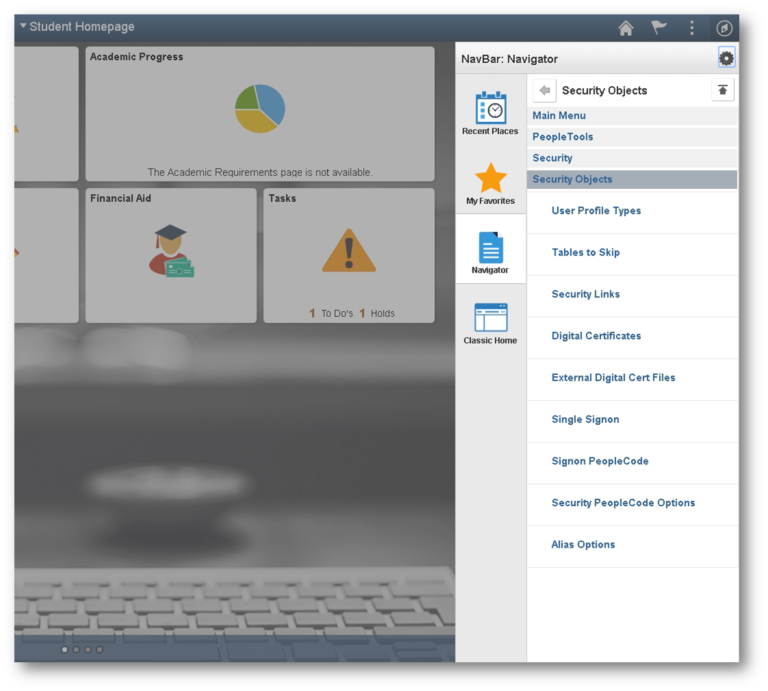 Student Homepage
Academic Progress
The Academic Requirements page is not available.
Financial Aid
Tasks
1 To Do's 1 Holds
NavBar: Navigator
Recent Places
My Favorites
Navigator
Classic Home
Security Objects
Main Menu
PeopleTools
Security
Security Objects
User Profile Types
Tables to Skip
Security Links
Digital Certificates
External Digital Cert Files
Single Signon
Signon PeopleCode
Security PeopleCode Options
Alias Options